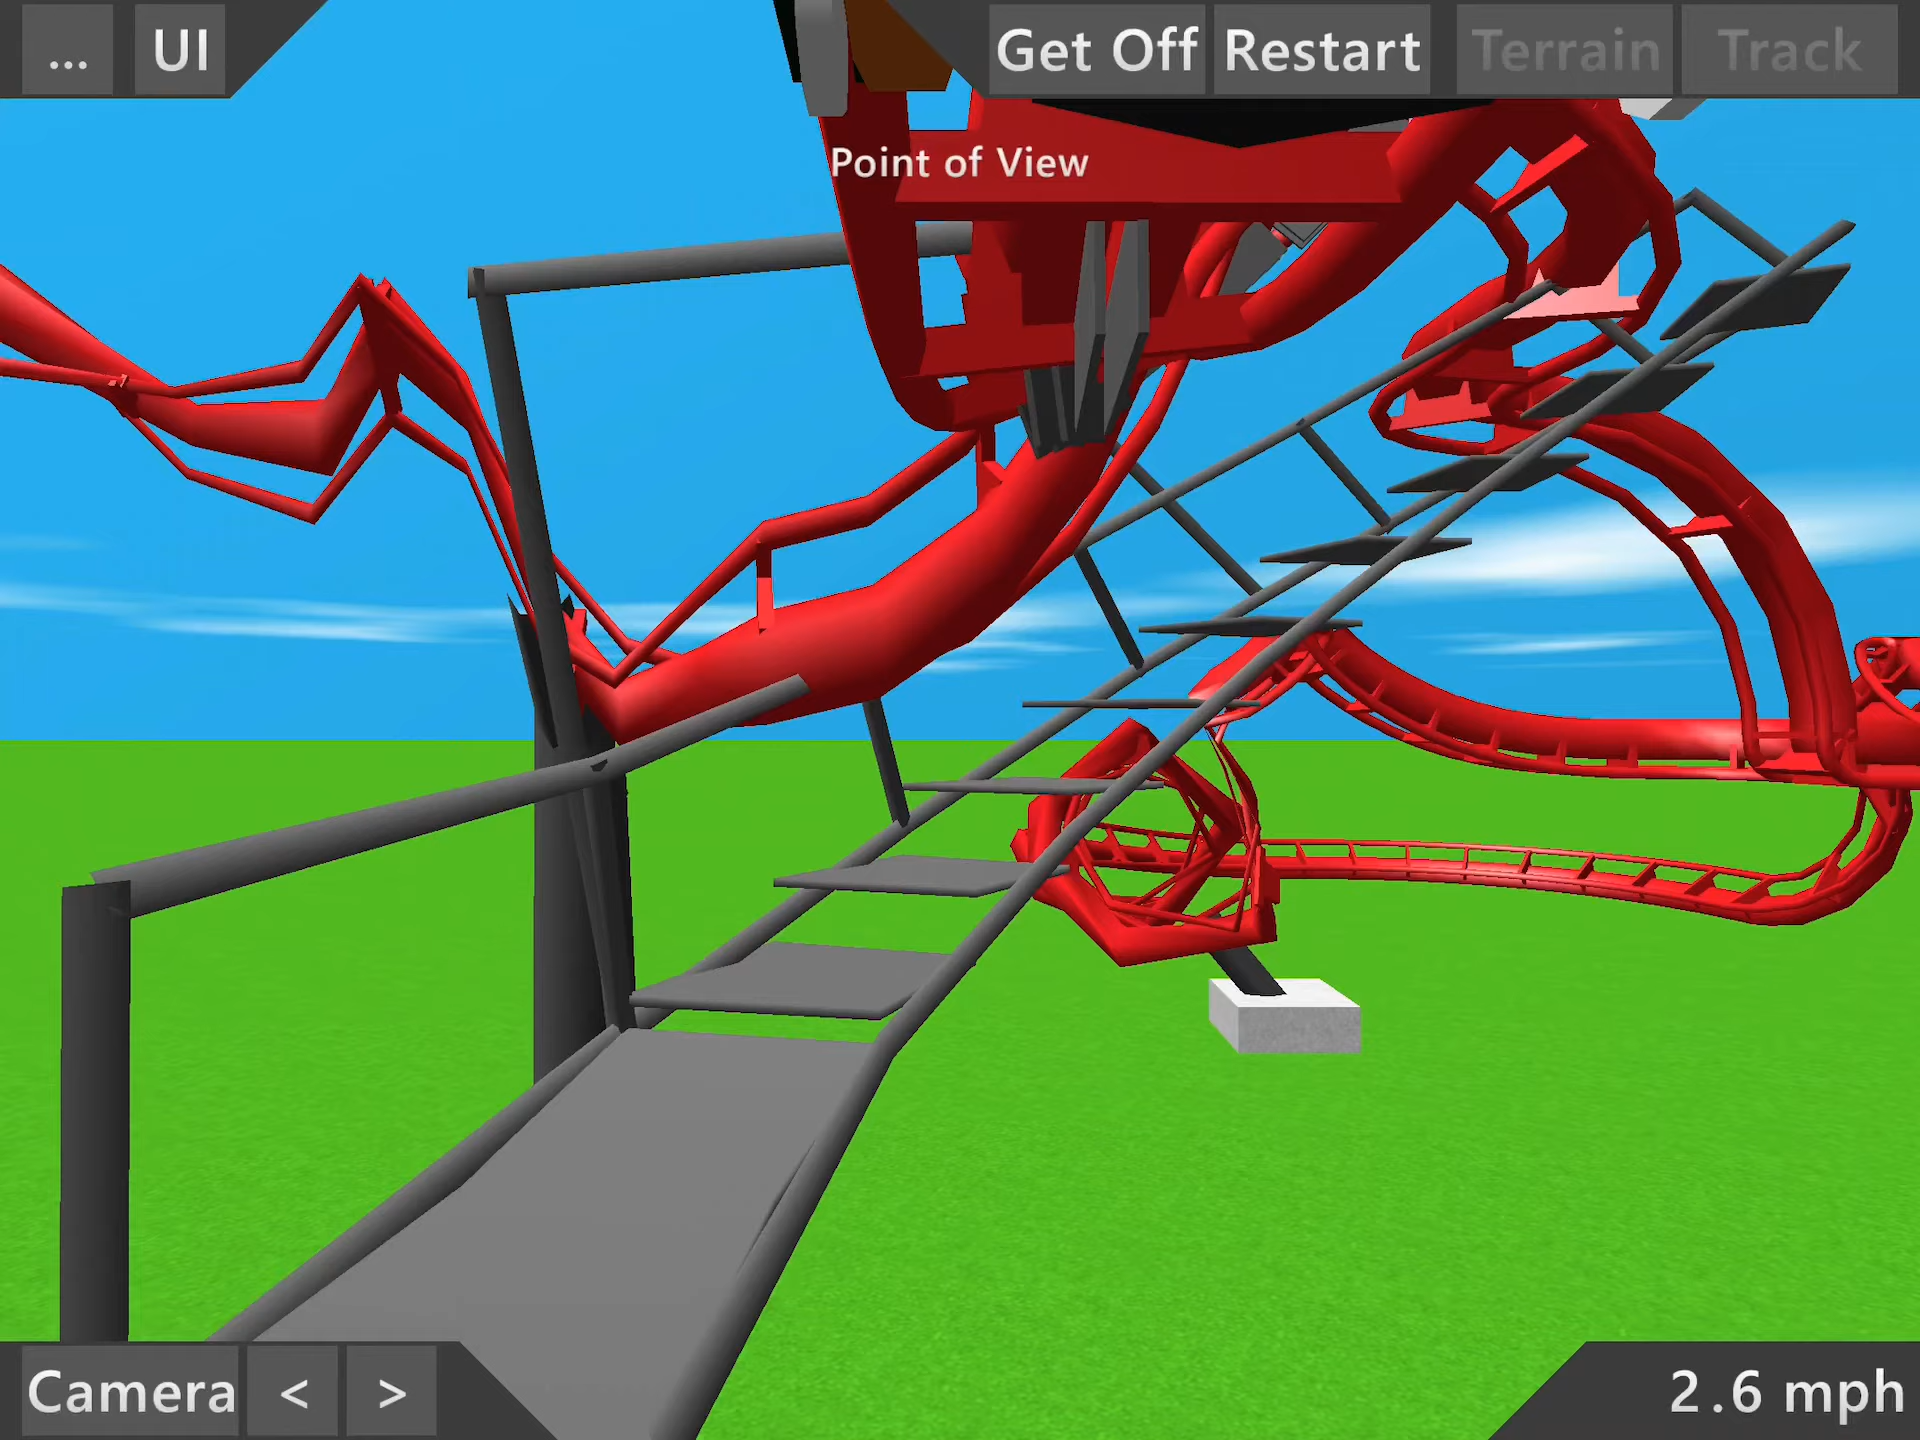 ... UI Get Off Restart Terrain Track
Point of View
Camera < > 2.6 mph